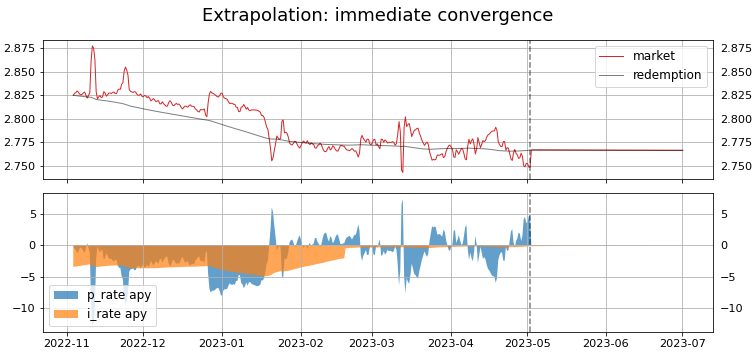 Extrapolation: immediate convergence
2.875 2.875
2.850 2.850
2.825 2.825
2.800 2.800
2.775 2.775
2.750 2.750
market
redemption
5 5
0 0
−5 −5
−10 −10
p_rate apy
i_rate apy
2022-11 2022-12 2023-01 2023-02 2023-03 2023-04 2023-05 2023-06 2023-07